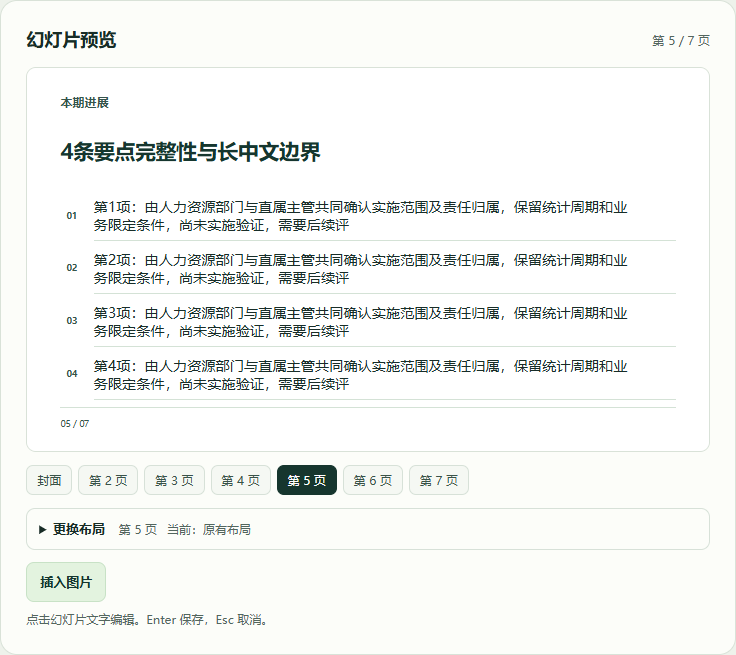 幻灯片预览
第 5 / 7 页
本期进展
4条要点完整性与长中文边界
01
第1项：由人力资源部门与直属主管共同确认实施范围及责任归属，保留统计周期和业
务限定条件，尚未实施验证，需要后续评
02
第2项：由人力资源部门与直属主管共同确认实施范围及责任归属，保留统计周期和业
务限定条件，尚未实施验证，需要后续评
03
第3项：由人力资源部门与直属主管共同确认实施范围及责任归属，保留统计周期和业
务限定条件，尚未实施验证，需要后续评
04
第4项：由人力资源部门与直属主管共同确认实施范围及责任归属，保留统计周期和业
务限定条件，尚未实施验证，需要后续评
05 / 07
封面 第 2 页 第 3 页 第 4 页 第 5 页 第 6 页 第 7 页
▶ 更换布局 第 5 页 当前：原有布局
插入图片
点击幻灯片文字编辑。Enter 保存，Esc 取消。